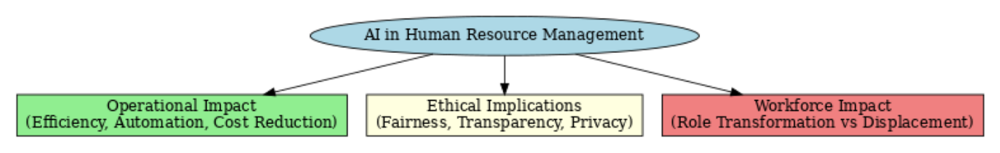 AI in Human Resource Management
Operational Impact
(Efficiency, Automation, Cost Reduction)
Ethical Implications
(Fairness, Transparency, Privacy)
Workforce Impact
(Role Transformation vs Displacement)